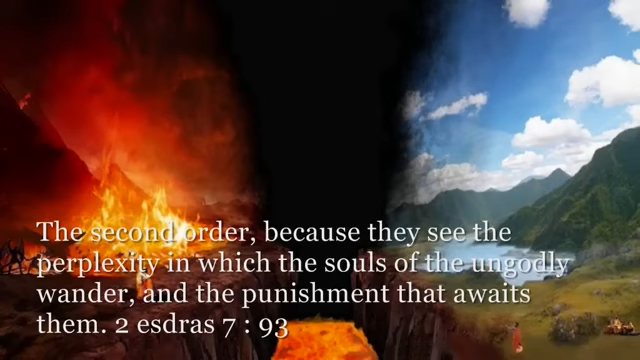 The second order, because they see the
perplexity in which the souls of the ungodly
wander, and the punishment that awaits
them. 2 esdras 7 : 93